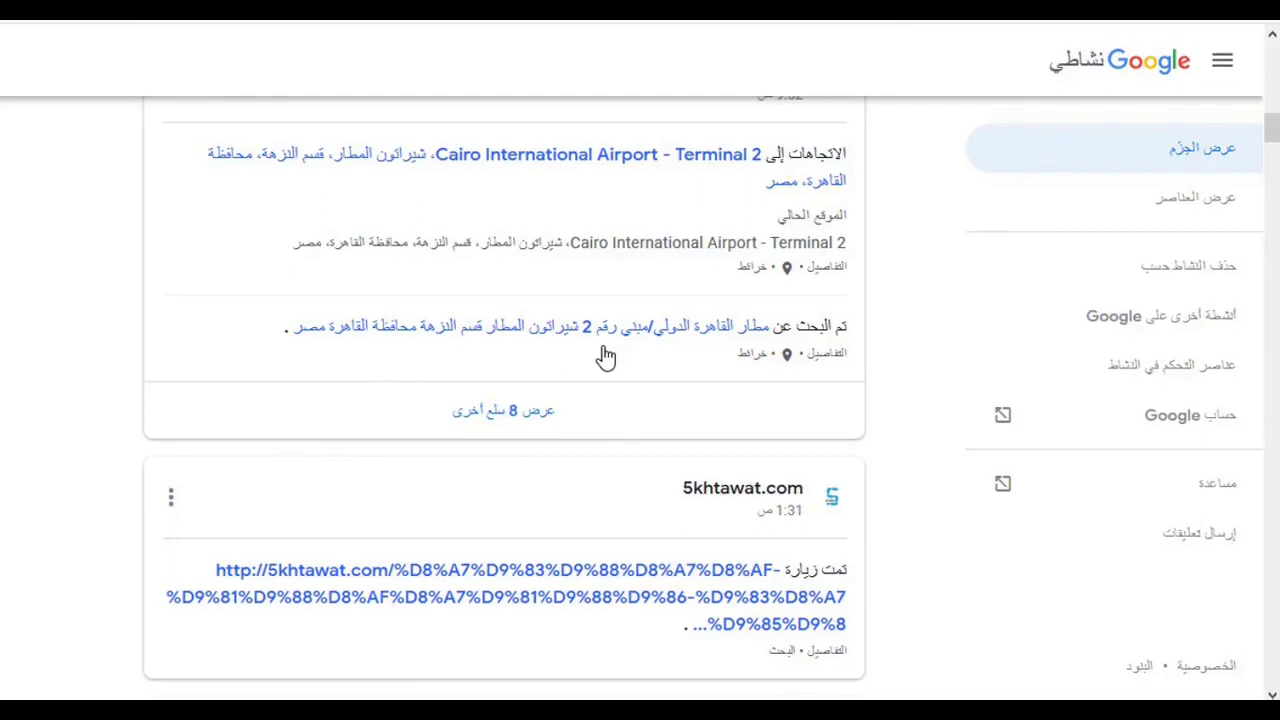 Google نشاطي
الاتجاهات إلى Cairo International Airport - Terminal 2، شيراتون المطار، قسم النزهة، محافظة
القاهرة، مصر
الموقع الحالي
Cairo International Airport - Terminal 2، شيراتون المطار، قسم النزهة، محافظة القاهرة، مصر
التفاصيل • خرائط
تم البحث عن مطار القاهرة الدولي/مبني رقم 2 شيراتون المطار قسم النزهة محافظة القاهرة مصر .
التفاصيل • خرائط
عرض 8 سلع أخرى
5khtawat.com
1:31 ص
تمت زيارة http://5khtawat.com/%D8%A7%D9%83%D9%88%D8%A7%D8%AF-
%D9%81%D9%88%D8%AF%D8%A7%D9%81%D9%88%D9%86-%D9%83%D8%A7
%D9%85%D9%8... .
التفاصيل • البحث
عرض الحِزَم
عرض العناصر
حذف النشاط حسب
أنشطة أخرى على Google
عناصر التحكم في النشاط
حساب Google
مساعدة
إرسال تعليقات
الخصوصية • البنود